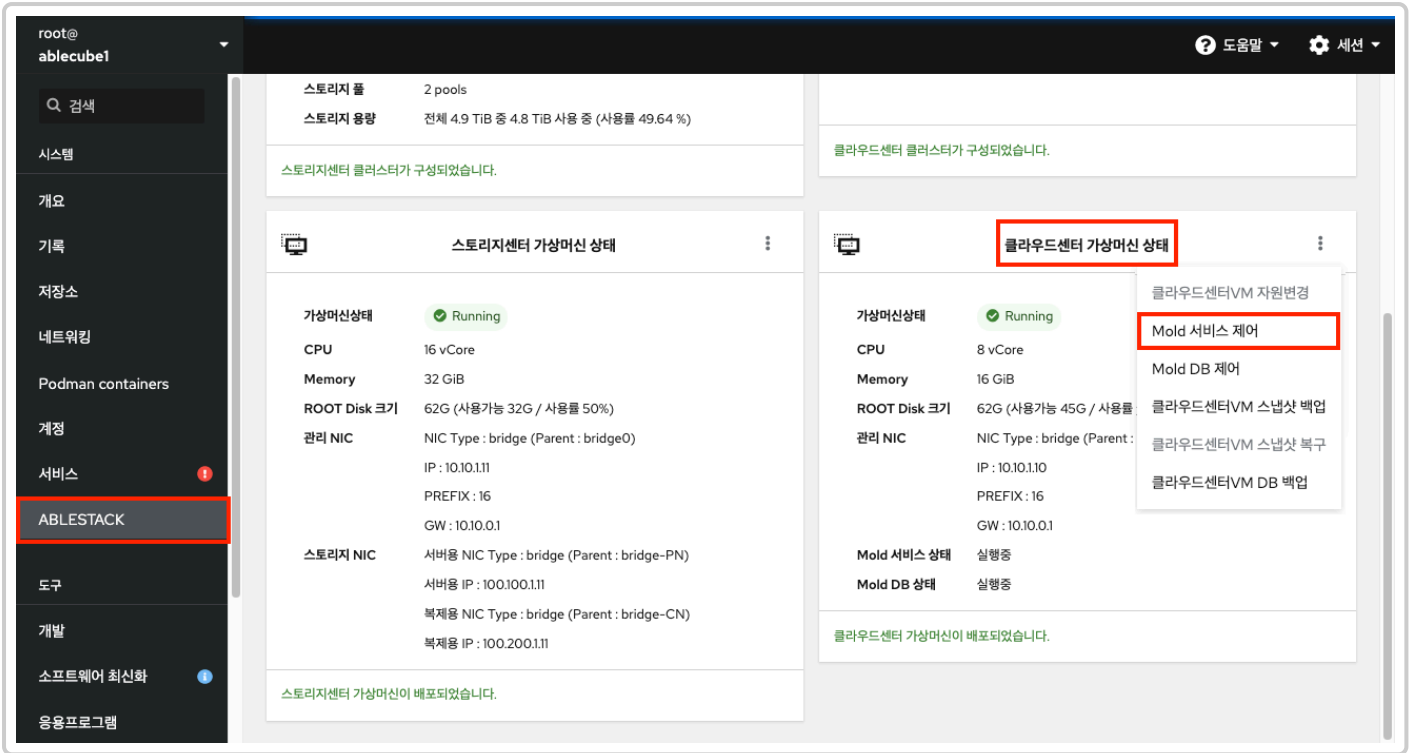 root@
ablecube1
도움말
세션
검색
시스템
개요
기록
저장소
네트워킹
Podman containers
계정
서비스
ABLESTACK
도구
개발
소프트웨어 최신화
응용프로그램
스토리지 풀 2 pools
스토리지 용량 전체 4.9 TiB 중 4.8 TiB 사용 중 (사용률 49.64 %)
스토리지센터 클러스터가 구성되었습니다.
클라우드센터 클러스터가 구성되었습니다.
스토리지센터 가상머신 상태
가상머신상태 Running
CPU 16 vCore
Memory 32 GiB
ROOT Disk 크기 62G (사용가능 32G / 사용률 50%)
관리 NIC NIC Type : bridge (Parent : bridge0)
IP : 10.10.1.11
PREFIX : 16
GW : 10.10.0.1
스토리지 NIC 서버용 NIC Type : bridge (Parent : bridge-PN)
서버용 IP : 100.100.1.11
복제용 NIC Type : bridge (Parent : bridge-CN)
복제용 IP : 100.200.1.11
스토리지센터 가상머신이 배포되었습니다.
클라우드센터 가상머신 상태
가상머신상태 Running
CPU 8 vCore
Memory 16 GiB
ROOT Disk 크기 62G (사용가능 45G / 사용률
관리 NIC NIC Type : bridge (Parent :
IP : 10.10.1.10
PREFIX : 16
GW : 10.10.0.1
Mold 서비스 상태 실행중
Mold DB 상태 실행중
클라우드센터 가상머신이 배포되었습니다.
클라우드센터VM 자원변경
Mold 서비스 제어
Mold DB 제어
클라우드센터VM 스냅샷 백업
클라우드센터VM 스냅샷 복구
클라우드센터VM DB 백업